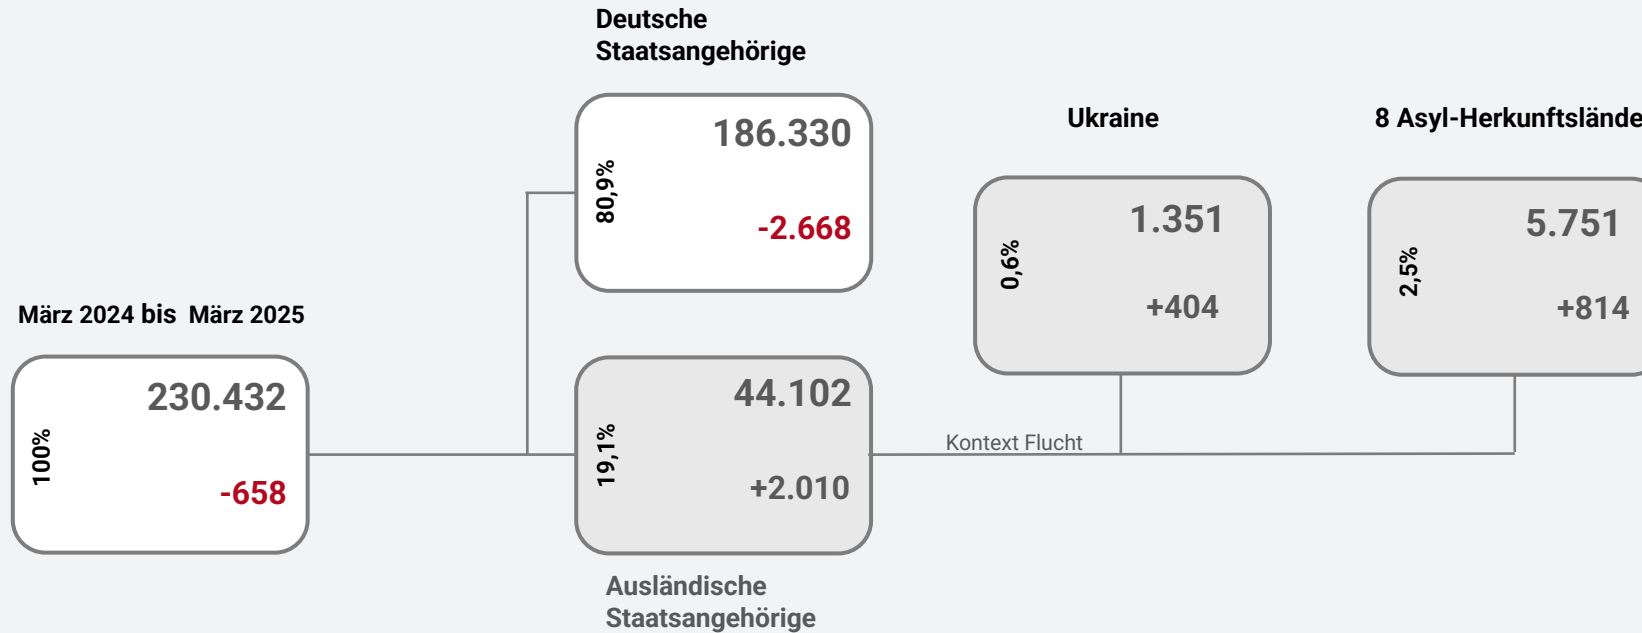 Deutsche
Staatsangehörige
186.330
80,9%
-2.668
Ukraine
1.351
0,6%
+404
8 Asyl-Herkunftslände
5.751
2,5%
+814
März 2024 bis März 2025
230.432
100%
-658
44.102
19,1%
+2.010
Kontext Flucht
Ausländische
Staatsangehörige